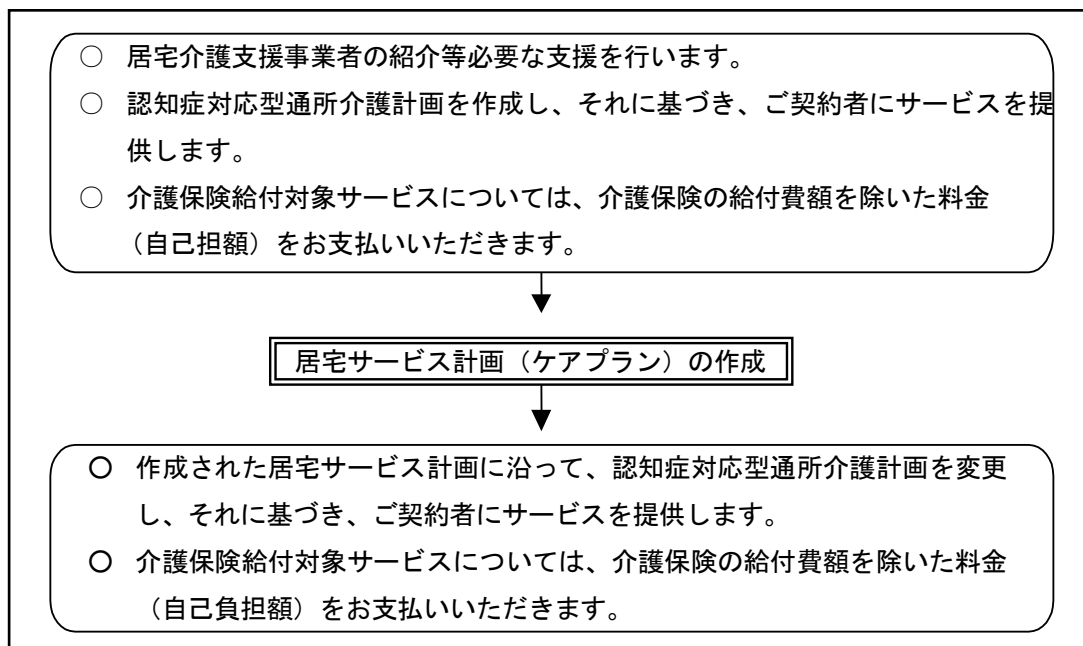 ○ 居宅介護支援事業者の紹介等必要な支援を行います。
○ 認知症対応型通所介護計画を作成し、それに基づき、ご契約者にサービスを提
供します。
○ 介護保険給付対象サービスについては、介護保険の給付費額を除いた料金
（自己担額）をお支払いいただきます。
居宅サービス計画（ケアプラン）の作成
○ 作成された居宅サービス計画に沿って、認知症対応型通所介護計画を変更
し、それに基づき、ご契約者にサービスを提供します。
○ 介護保険給付対象サービスについては、介護保険の給付費額を除いた料金
（自己負担額）をお支払いいただきます。